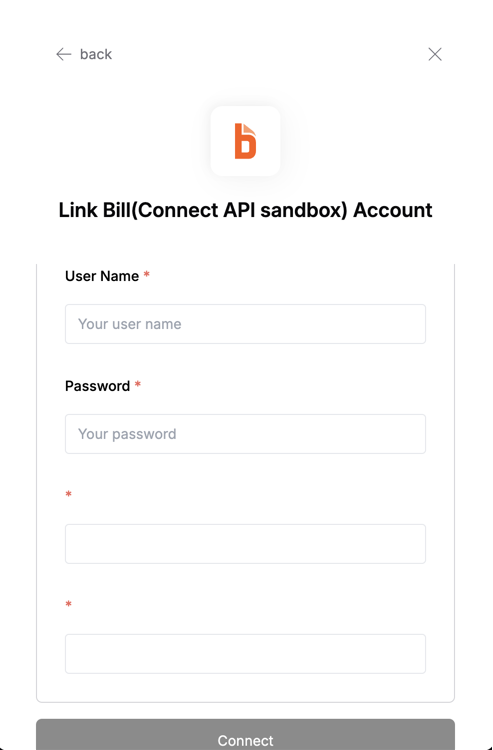 ← back
Link Bill(Connect API sandbox) Account
User Name *
Your user name
Password *
Your password
*
*
Connect